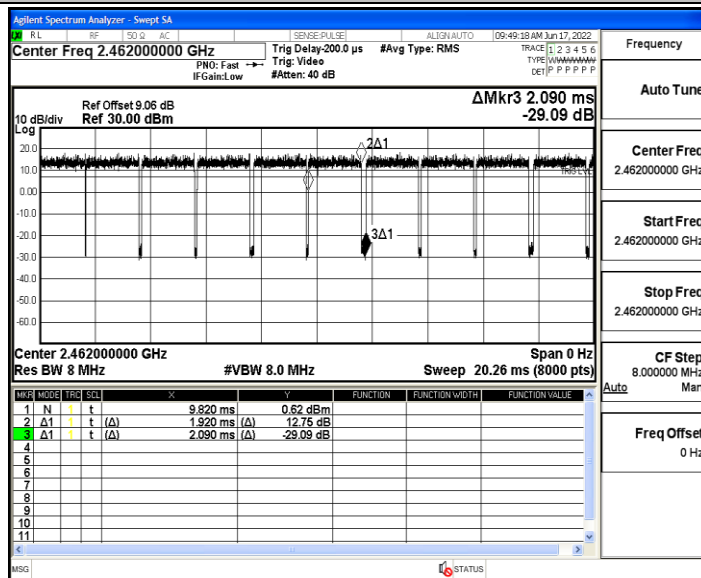 Agilent Spectrum Analyzer - Swept SA
RL RF 50 Ω AC SENSE:PULSE ALIGN AUTO 09:49:18 AM Jun 17, 2022
Center Freq 2.462000000 GHz
PNO: Fast
IFGain:Low
Trig Delay-200.0 µs
Trig: Video
#Atten: 40 dB
#Avg Type: RMS
TRACE 1 2 3 4 5 6
TYPE
DET P P P P P P
Ref Offset 9.06 dB
10 dB/div Ref 30.00 dBm
Log
ΔMkr3 2.090 ms
-29.09 dB
20.0
10.0
0.00
-10.0
-20.0
-30.0
-40.0
-50.0
-60.0
2Δ1
TRIG LVL
3Δ1
Center 2.462000000 GHz Span 0 Hz
Res BW 8 MHz #VBW 8.0 MHz Sweep 20.26 ms (8000 pts)
MKR MODE TRC SCL X Y FUNCTION FUNCTION WIDTH FUNCTION VALUE
1 N t 9.820 ms 0.62 dBm
2 Δ1 t (Δ) 1.920 ms (Δ) 12.75 dB
3 Δ1 t (Δ) 2.090 ms (Δ) -29.09 dB
4
5
6
7
8
9
10
11
MSG STATUS
Frequency
Auto Tune
Center Freq
2.462000000 GHz
Start Freq
2.462000000 GHz
Stop Freq
2.462000000 GHz
CF Step
8.000000 MHz
Auto Man
Freq Offset
0 Hz